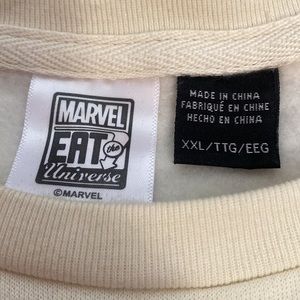 MARVEL
EAT the
Universe
©MARVEL
MADE IN CHINA
FABRIQUÉ EN CHINE
HECHO EN CHINA
XXL/TTG/EEG